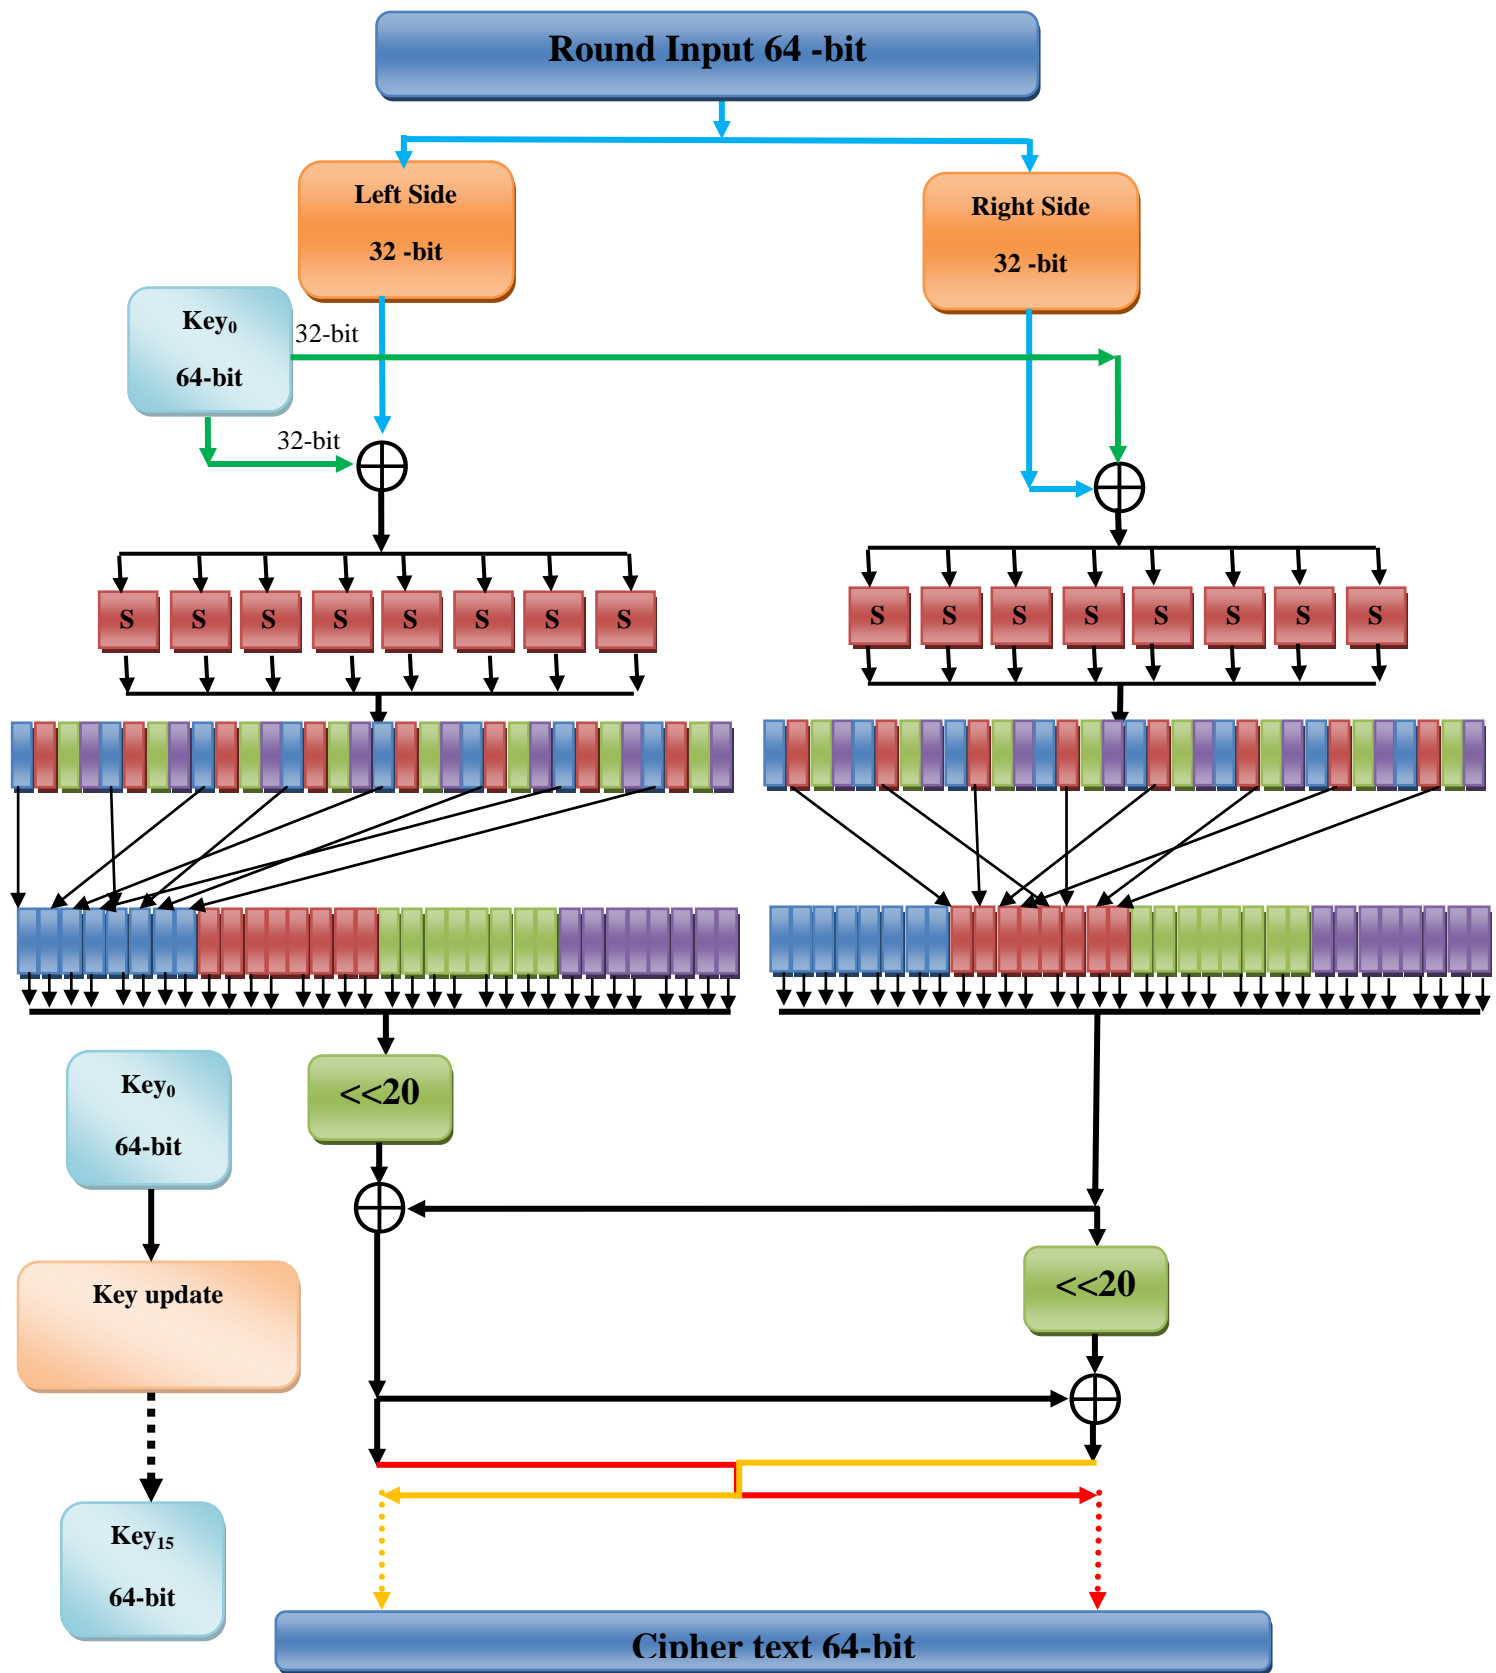 Round Input 64 -bit
Left Side
32 -bit
Right Side
32 -bit
Key₀
64-bit
32-bit
32-bit
S S S S S S S S
S S S S S S S S
Key₀
64-bit
<<20
Key update
<<20
Key₁₅
64-bit
Cipher text 64-bit